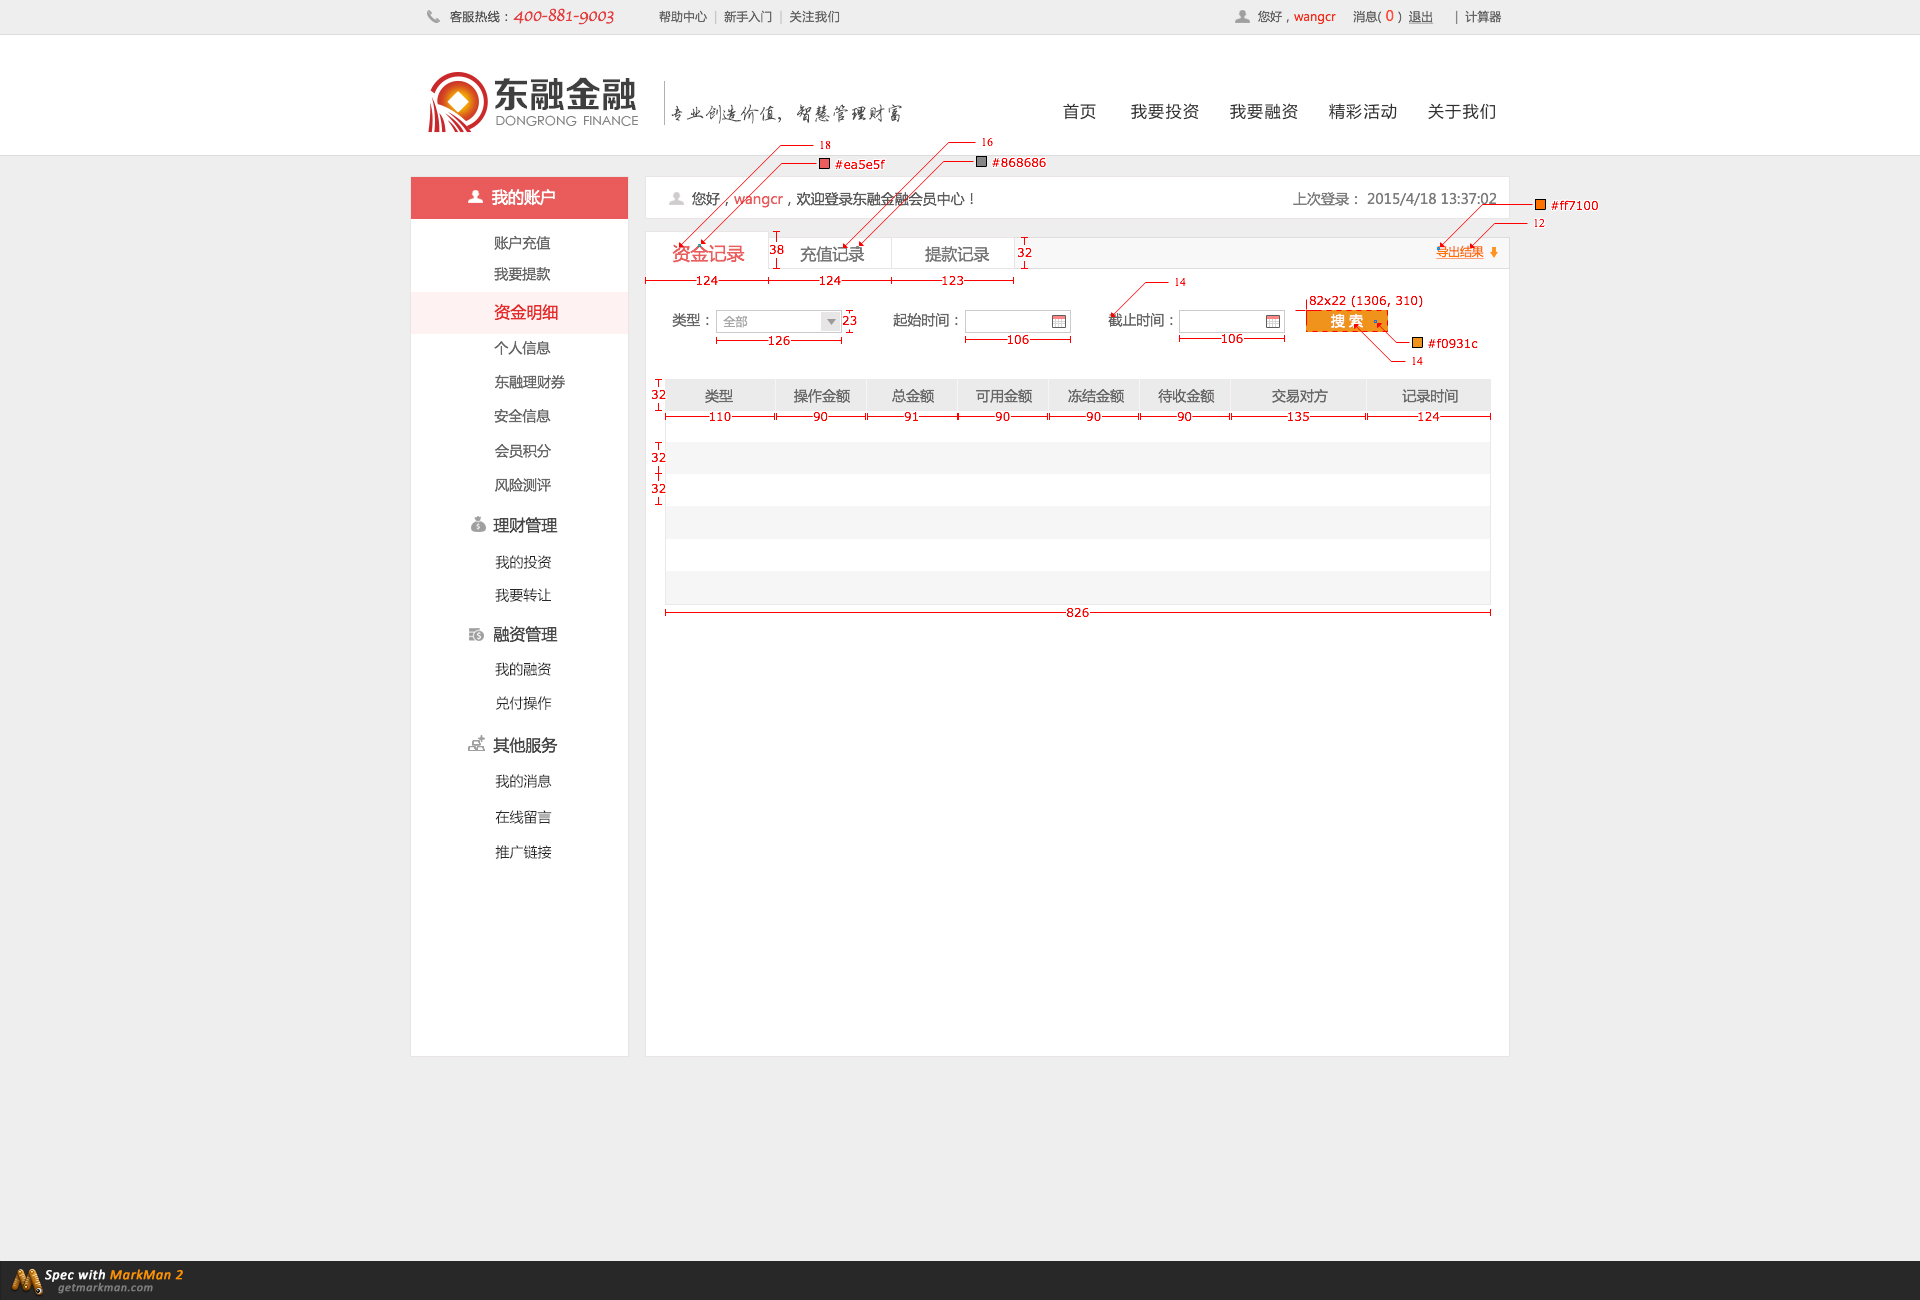 客服热线：400-881-9003 帮助中心 | 新手入门 | 关注我们 您好，wangcr 消息( 0 ) 退出 | 计算器
东融金融
DONGRONG FINANCE
专业创造价值，智慧管理财富
首页 我要投资 我要融资 精彩活动 关于我们
18
#ea5e5f
16
#868686
我的账户
账户充值
我要提款
资金明细
个人信息
东融理财券
安全信息
会员积分
风险测评
理财管理
我的投资
我要转让
融资管理
我的融资
兑付操作
其他服务
我的消息
在线留言
推广链接
您好，wangcr，欢迎登录东融金融会员中心！ 上次登录： 2015/4/18 13:37:02
#ff7100
12
资金记录 38 充值记录 提款记录 32 导出结果
124 124 123
14
82x22 (1306, 310)
类型： 全部 23 起始时间： 截止时间： 搜 索
126 106 106
#f0931c
14
32 类型 操作金额 总金额 可用金额 冻结金额 待收金额 交易对方 记录时间
110 90 91 90 90 90 135 124
32
32
826
Spec with MarkMan 2
getmarkman.com